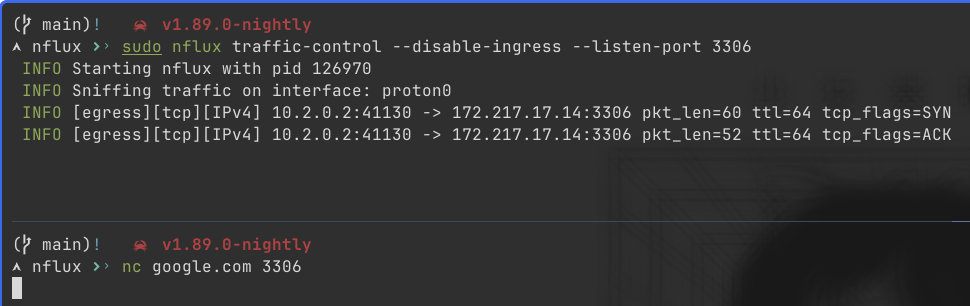 ( main)! v1.89.0-nightly
nflux sudo nflux traffic-control --disable-ingress --listen-port 3306
INFO Starting nflux with pid 126970
INFO Sniffing traffic on interface: proton0
INFO [egress][tcp][IPv4] 10.2.0.2:41130 -> 172.217.17.14:3306 pkt_len=60 ttl=64 tcp_flags=SYN
INFO [egress][tcp][IPv4] 10.2.0.2:41130 -> 172.217.17.14:3306 pkt_len=52 ttl=64 tcp_flags=ACK
( main)! v1.89.0-nightly
nflux nc google.com 3306